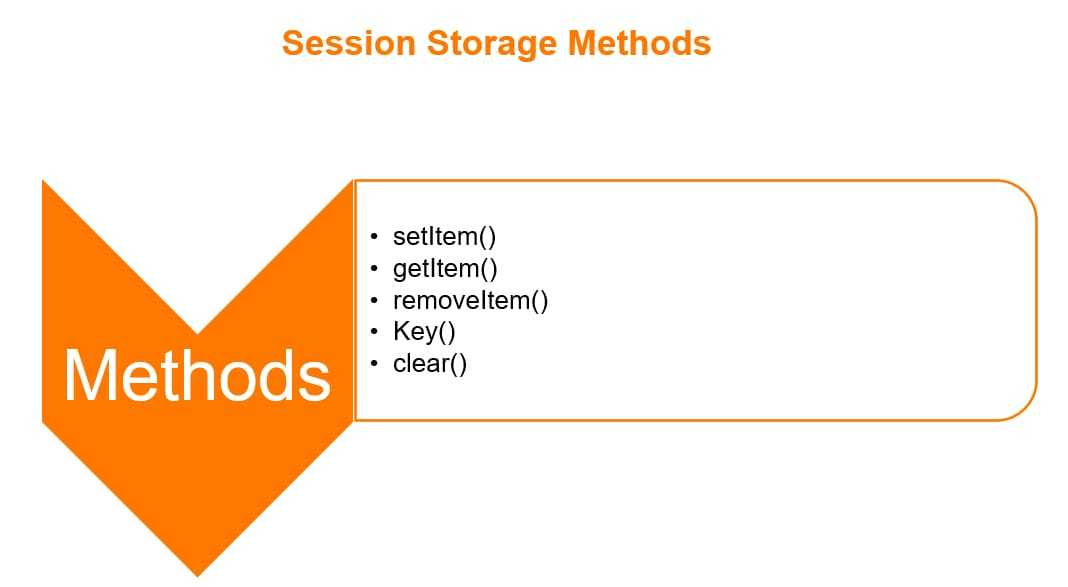 Session Storage Methods
Methods
• setItem()
• getItem()
• removeItem()
• Key()
• clear()